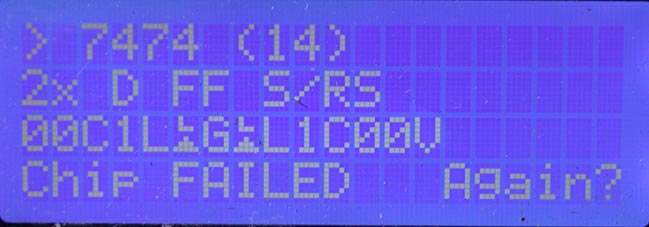 > 7474 (14)
2x D FF S/RS
00C1L⍼G⍼L1C00V
Chip FAILED Again?